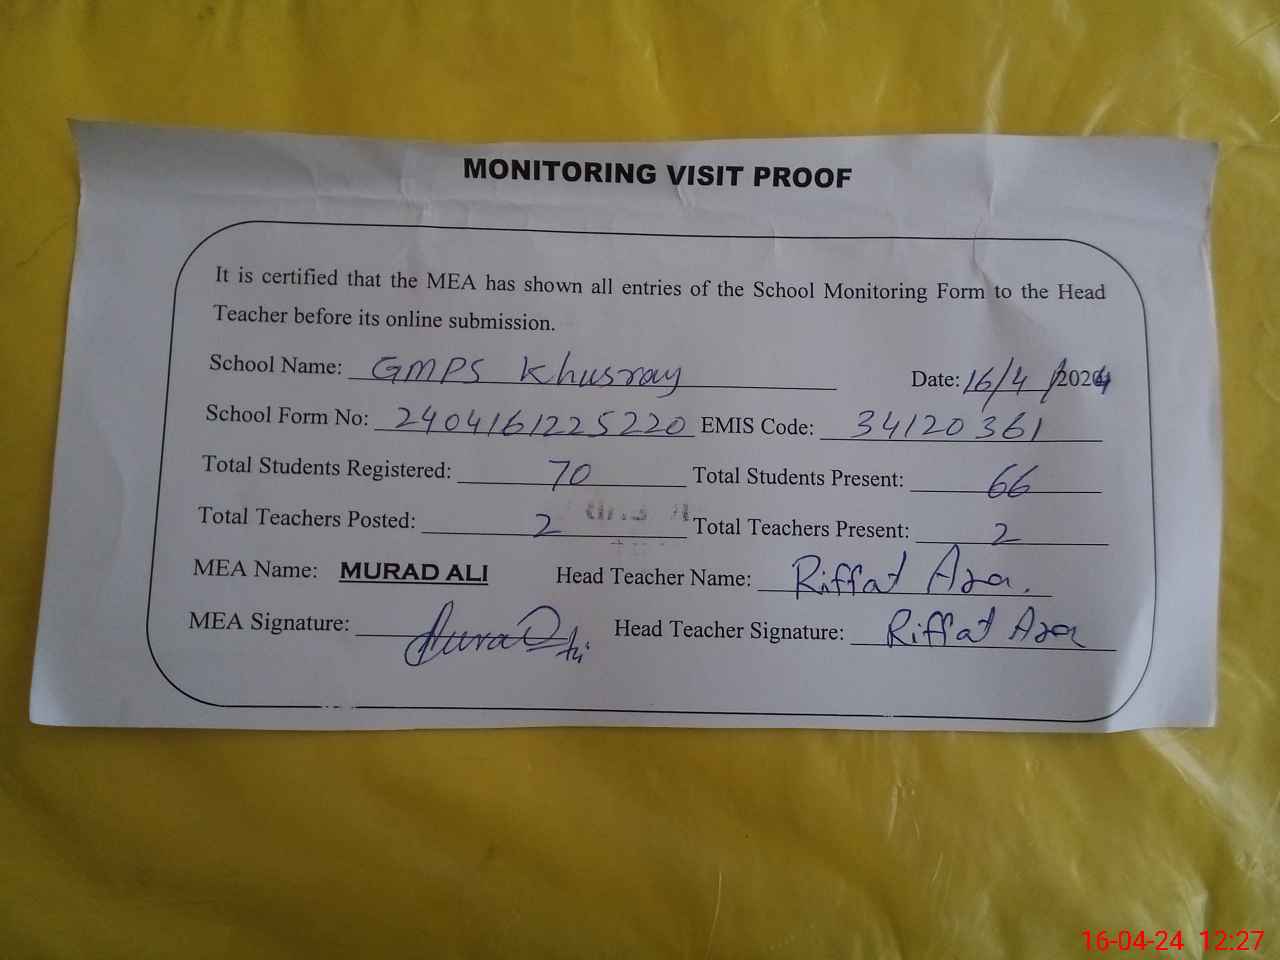 MONITORING VISIT PROOF
It is certified that the MEA has shown all entries of the School Monitoring Form to the Head
Teacher before its online submission.
School Name: GMPS Khusray Date: 16/4/2024
School Form No: 2404161225220 EMIS Code: 34120361
Total Students Registered: 70 Total Students Present: 66
Total Teachers Posted: 2 Total Teachers Present: 2
MEA Name: MURAD ALI Head Teacher Name: Riffat Aza.
MEA Signature: Head Teacher Signature: Riffat Aza
16-04-24 12:27